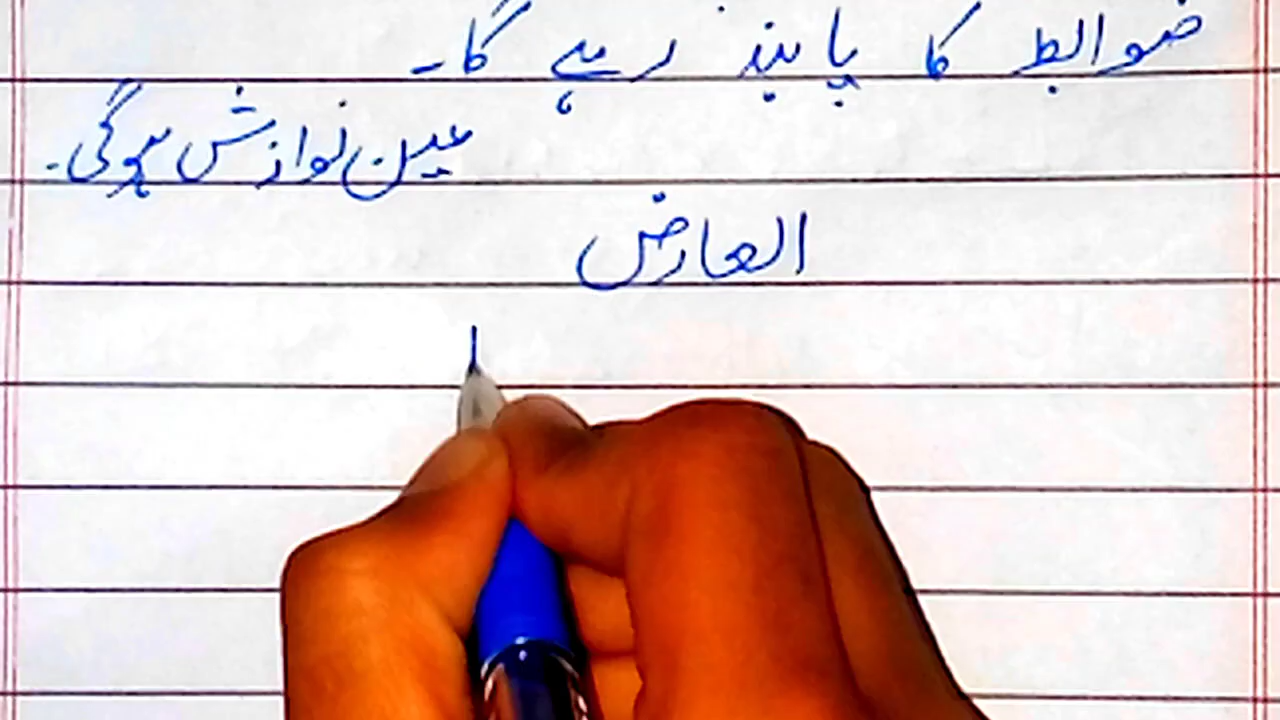 ضوابط کا پابند رہے گا۔
عین نوازش ہوگی۔
العارض
ا